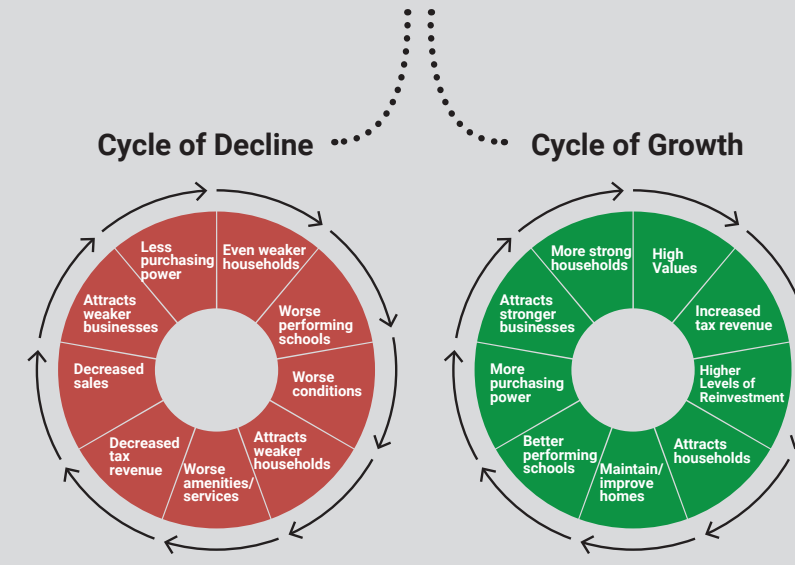 Cycle of Decline
Even weaker
households
Worse
performing
schools
Worse
conditions
Attracts
weaker
households
Worse
amenities/
services
Decreased
tax
revenue
Decreased
sales
Attracts
weaker
businesses
Less
purchasing
power
Cycle of Growth
High
Values
Increased
tax revenue
Higher
Levels of
Reinvestment
Attracts
households
Maintain/
improve
homes
Better
performing
schools
More
purchasing
power
Attracts
stronger
businesses
More strong
households